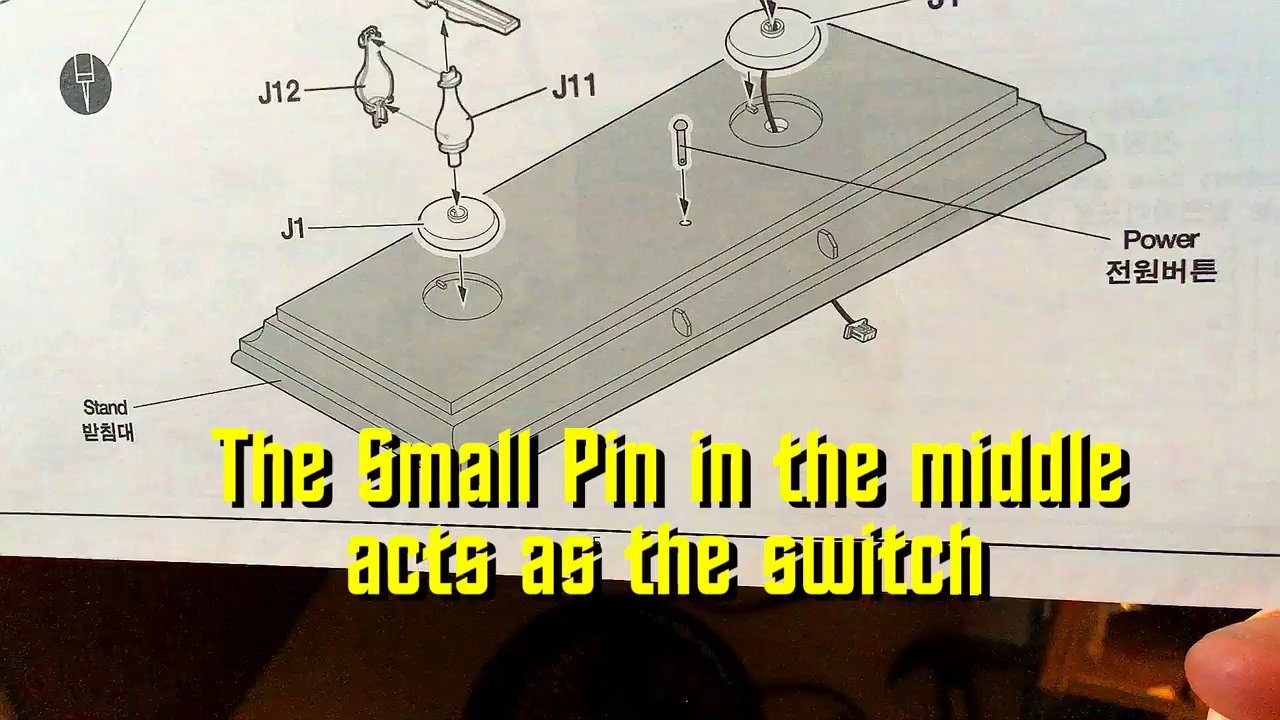 J12
J11
J1
Power
전원버튼
Stand
받침대
The Small Pin in the middle
acts as the switch